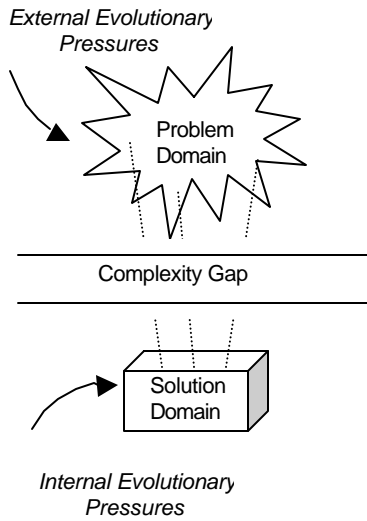 External Evolutionary
Pressures
Problem
Domain
Complexity Gap
Solution
Domain
Internal Evolutionary
Pressures